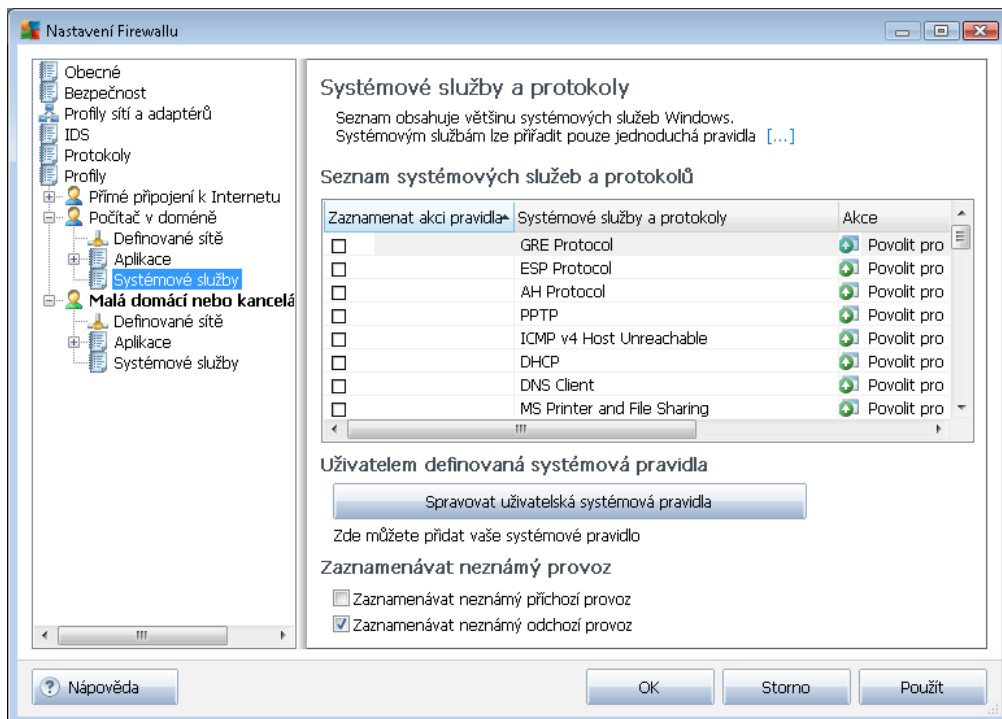 Nastavení Firewallu
Obecné
Bezpečnost
Profily sítí a adaptérů
IDS
Protokoly
Profily
Přímé připojení k Internetu
Počítač v doméně
Definované sítě
Aplikace
Systémové služby
Malá domácí nebo kancelá
Definované sítě
Aplikace
Systémové služby
Systémové služby a protokoly
Seznam obsahuje většinu systémových služeb Windows.
Systémovým službám lze přiřadit pouze jednoduchá pravidla [...]
Seznam systémových služeb a protokolů
Zaznamenat akci pravidla Systémové služby a protokoly Akce
GRE Protocol Povolit pro
ESP Protocol Povolit pro
AH Protocol Povolit pro
PPTP Povolit pro
ICMP v4 Host Unreachable Povolit pro
DHCP Povolit pro
DNS Client Povolit pro
MS Printer and File Sharing Povolit pro
Uživatelem definovaná systémová pravidla
Spravovat uživatelská systémová pravidla
Zde můžete přidat vaše systémové pravidlo
Zaznamenávat neznámý provoz
Zaznamenávat neznámý příchozí provoz
Zaznamenávat neznámý odchozí provoz
? Nápověda OK Storno Použít